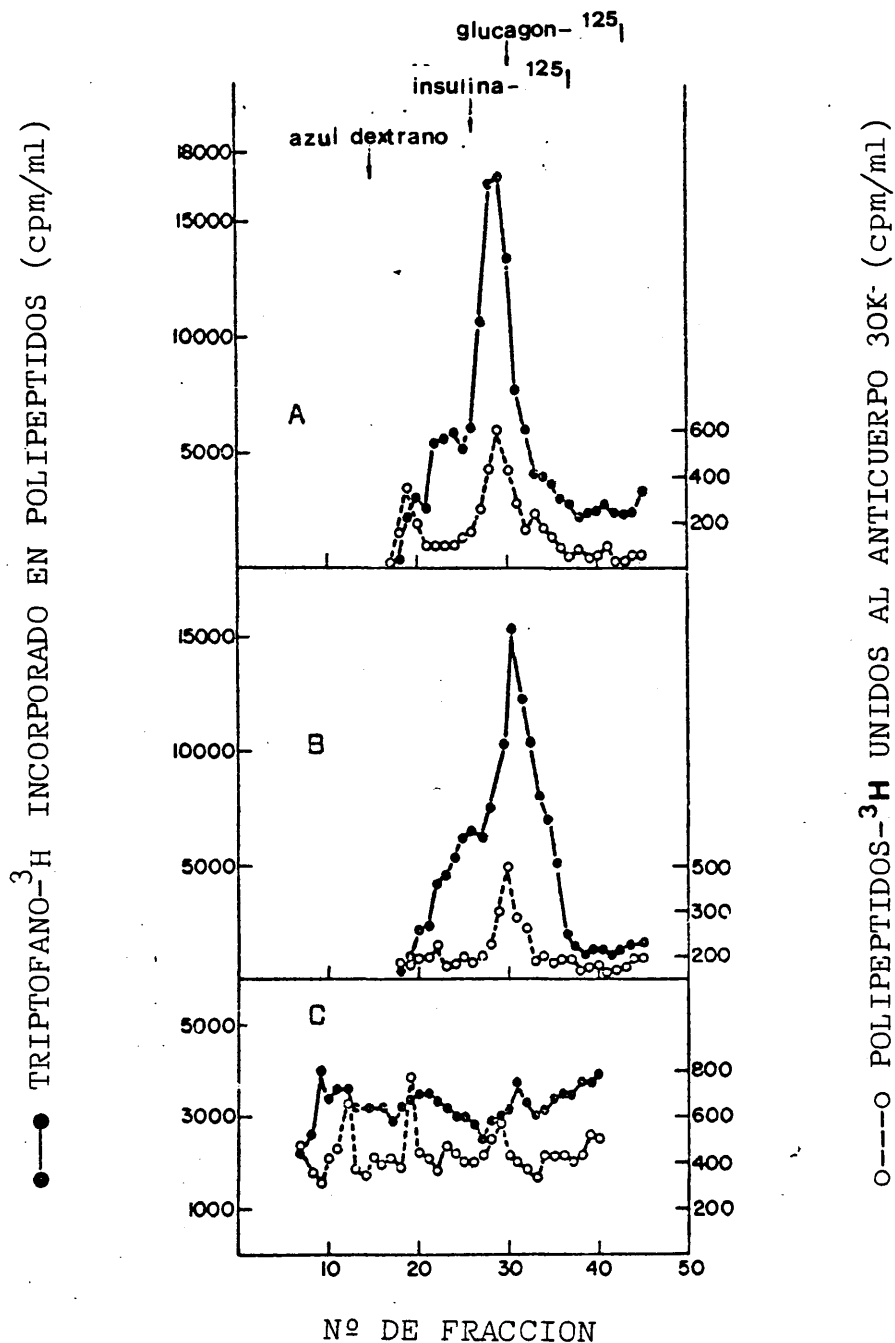 glucagon- ¹²⁵I
insulina- ¹²⁵I
azul dextrano
● TRIPTOFANO-³H INCORPORADO EN POLIPEPTIDOS (cpm/ml)
18000
15000
10000
5000
A
600
400
200
15000
10000
5000
B
500
300
200
5000
3000
1000
C
800
600
400
200
10 20 30 40 50
Nº DE FRACCION
O----O POLIPEPTIDOS-³H UNIDOS AL ANTICUERPO 30K- (cpm/ml)